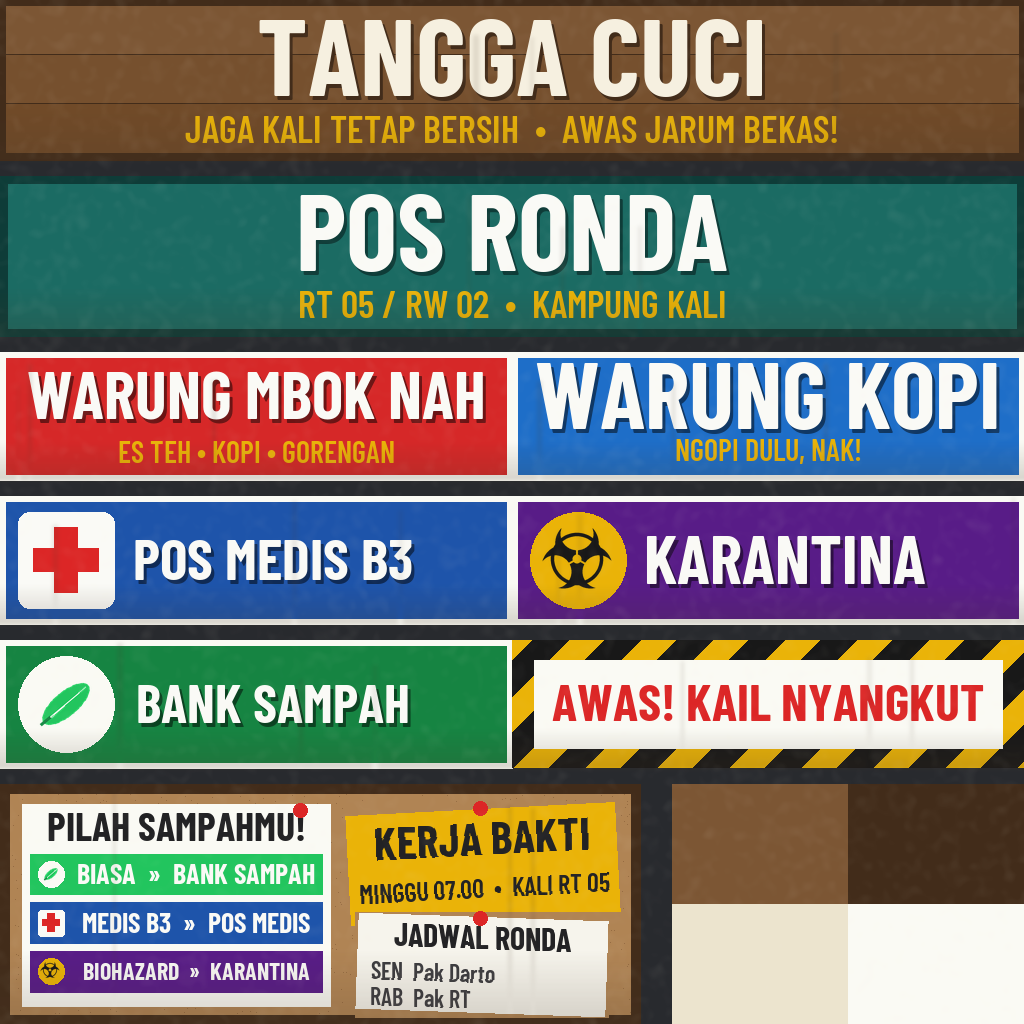 TANGGA CUCI
JAGA KALI TETAP BERSIH • AWAS JARUM BEKAS!
POS RONDA
RT 05 / RW 02 • KAMPUNG KALI
WARUNG MBOK NAH
ES TEH • KOPI • GORENGAN
WARUNG KOPI
NGOPI DULU, NAK!
POS MEDIS B3
KARANTINA
BANK SAMPAH
AWAS! KAIL NYANGKUT
PILAH SAMPAHMU!
BIASA » BANK SAMPAH
MEDIS B3 » POS MEDIS
BIOHAZARD » KARANTINA
KERJA BAKTI
MINGGU 07.00 • KALI RT 05
JADWAL RONDA
SEN Pak Darto
RAB Pak RT